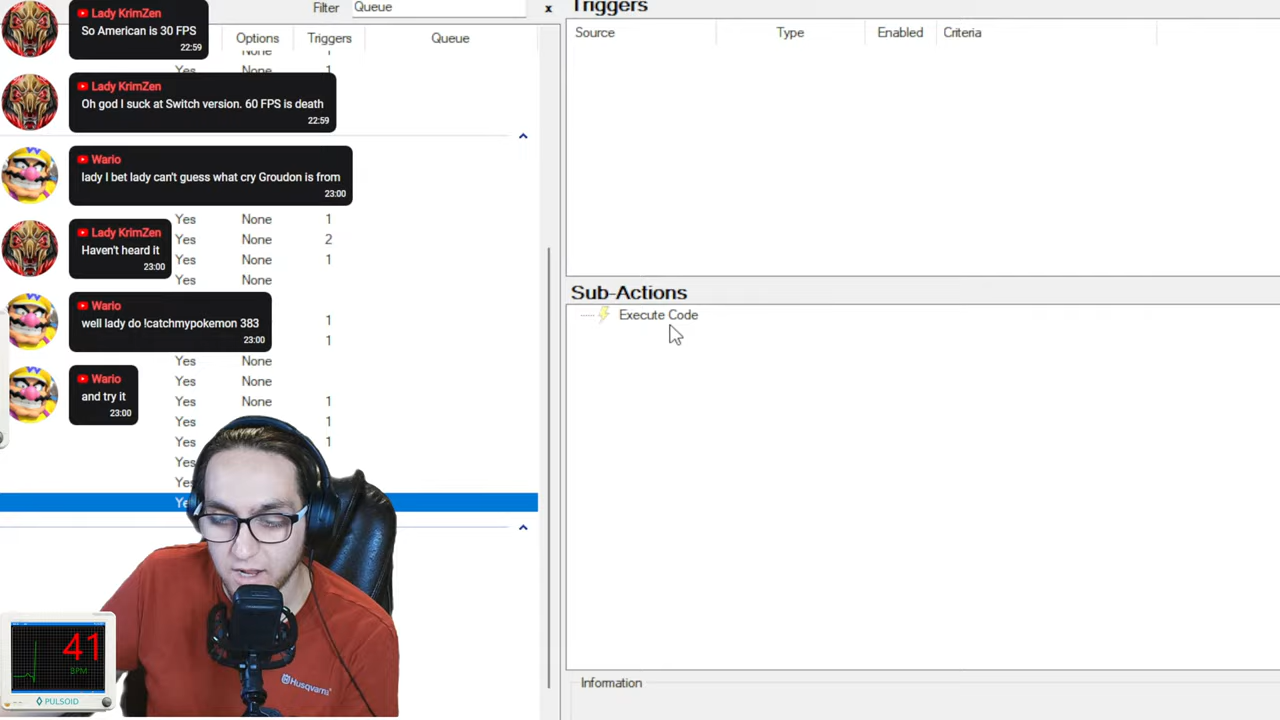 Lady KrimZen
So American is 30 FPS
22:59
Lady KrimZen
Oh god I suck at Switch version. 60 FPS is death
22:59
Wario
lady I bet lady can't guess what cry Groudon is from
23:00
Lady KrimZen
Haven't heard it
23:00
Wario
well lady do !catchmypokemon 383
23:00
Wario
and try it
23:00
Filter Queue x
Options Triggers Queue
None 1
Yes None 1
Yes None 1
Yes None 2
Yes None 1
Yes None
1
1
Yes None
Yes None
Yes None 1
Yes 1
Yes 1
Yes
Yes
Ye
Triggers
Source Type Enabled Criteria
Sub-Actions
Execute Code
Information
41
BPM
PULSOID
Husqvarna